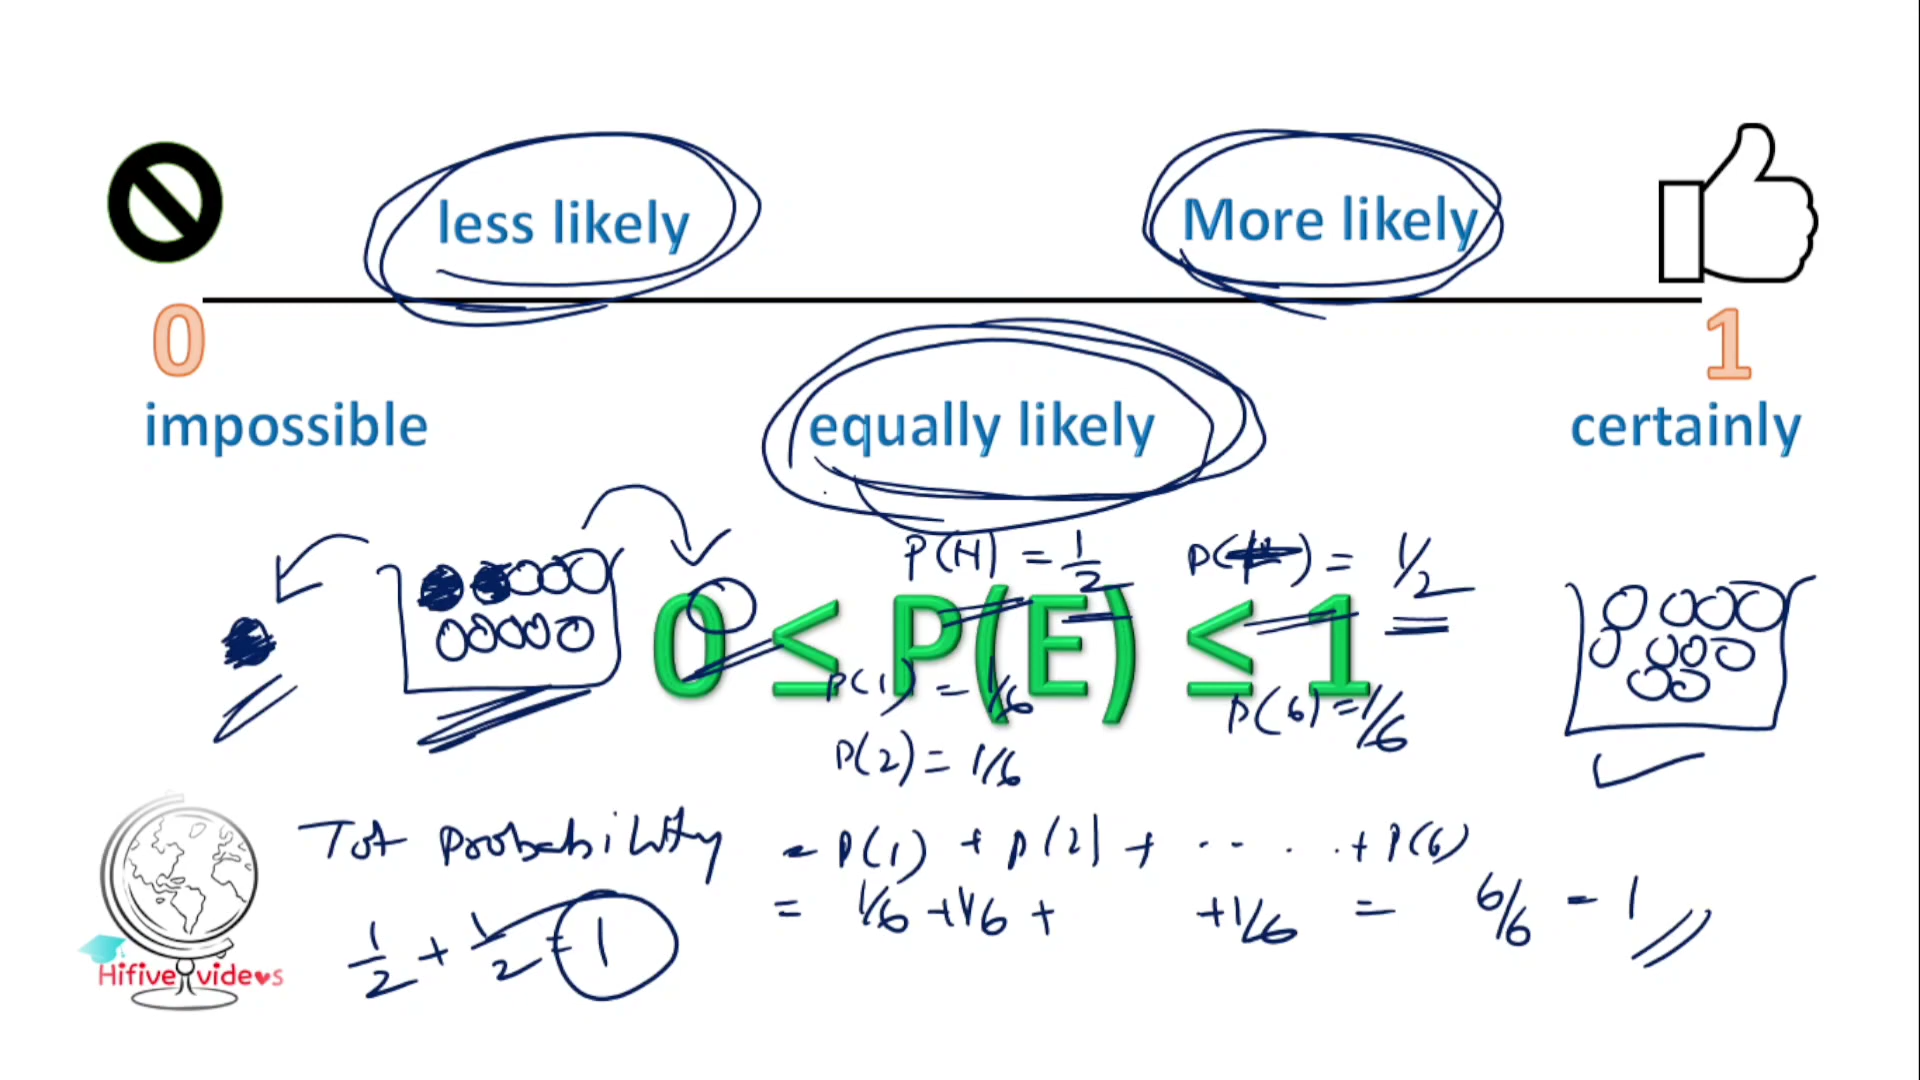 less likely
More likely
0
1
impossible
equally likely
certainly
P(H) = 1/2
P( ) = 1/2
0 ≤ P(E) ≤ 1
P(1) = 1/6
P(6) = 1/6
P(2) = 1/6
Tot probability = P(1) + P(2) + ..... + P(6)
= 1/6 + 1/6 + +1/6 = 6/6 = 1
1/2 + 1/2 = 1
Hifive videos